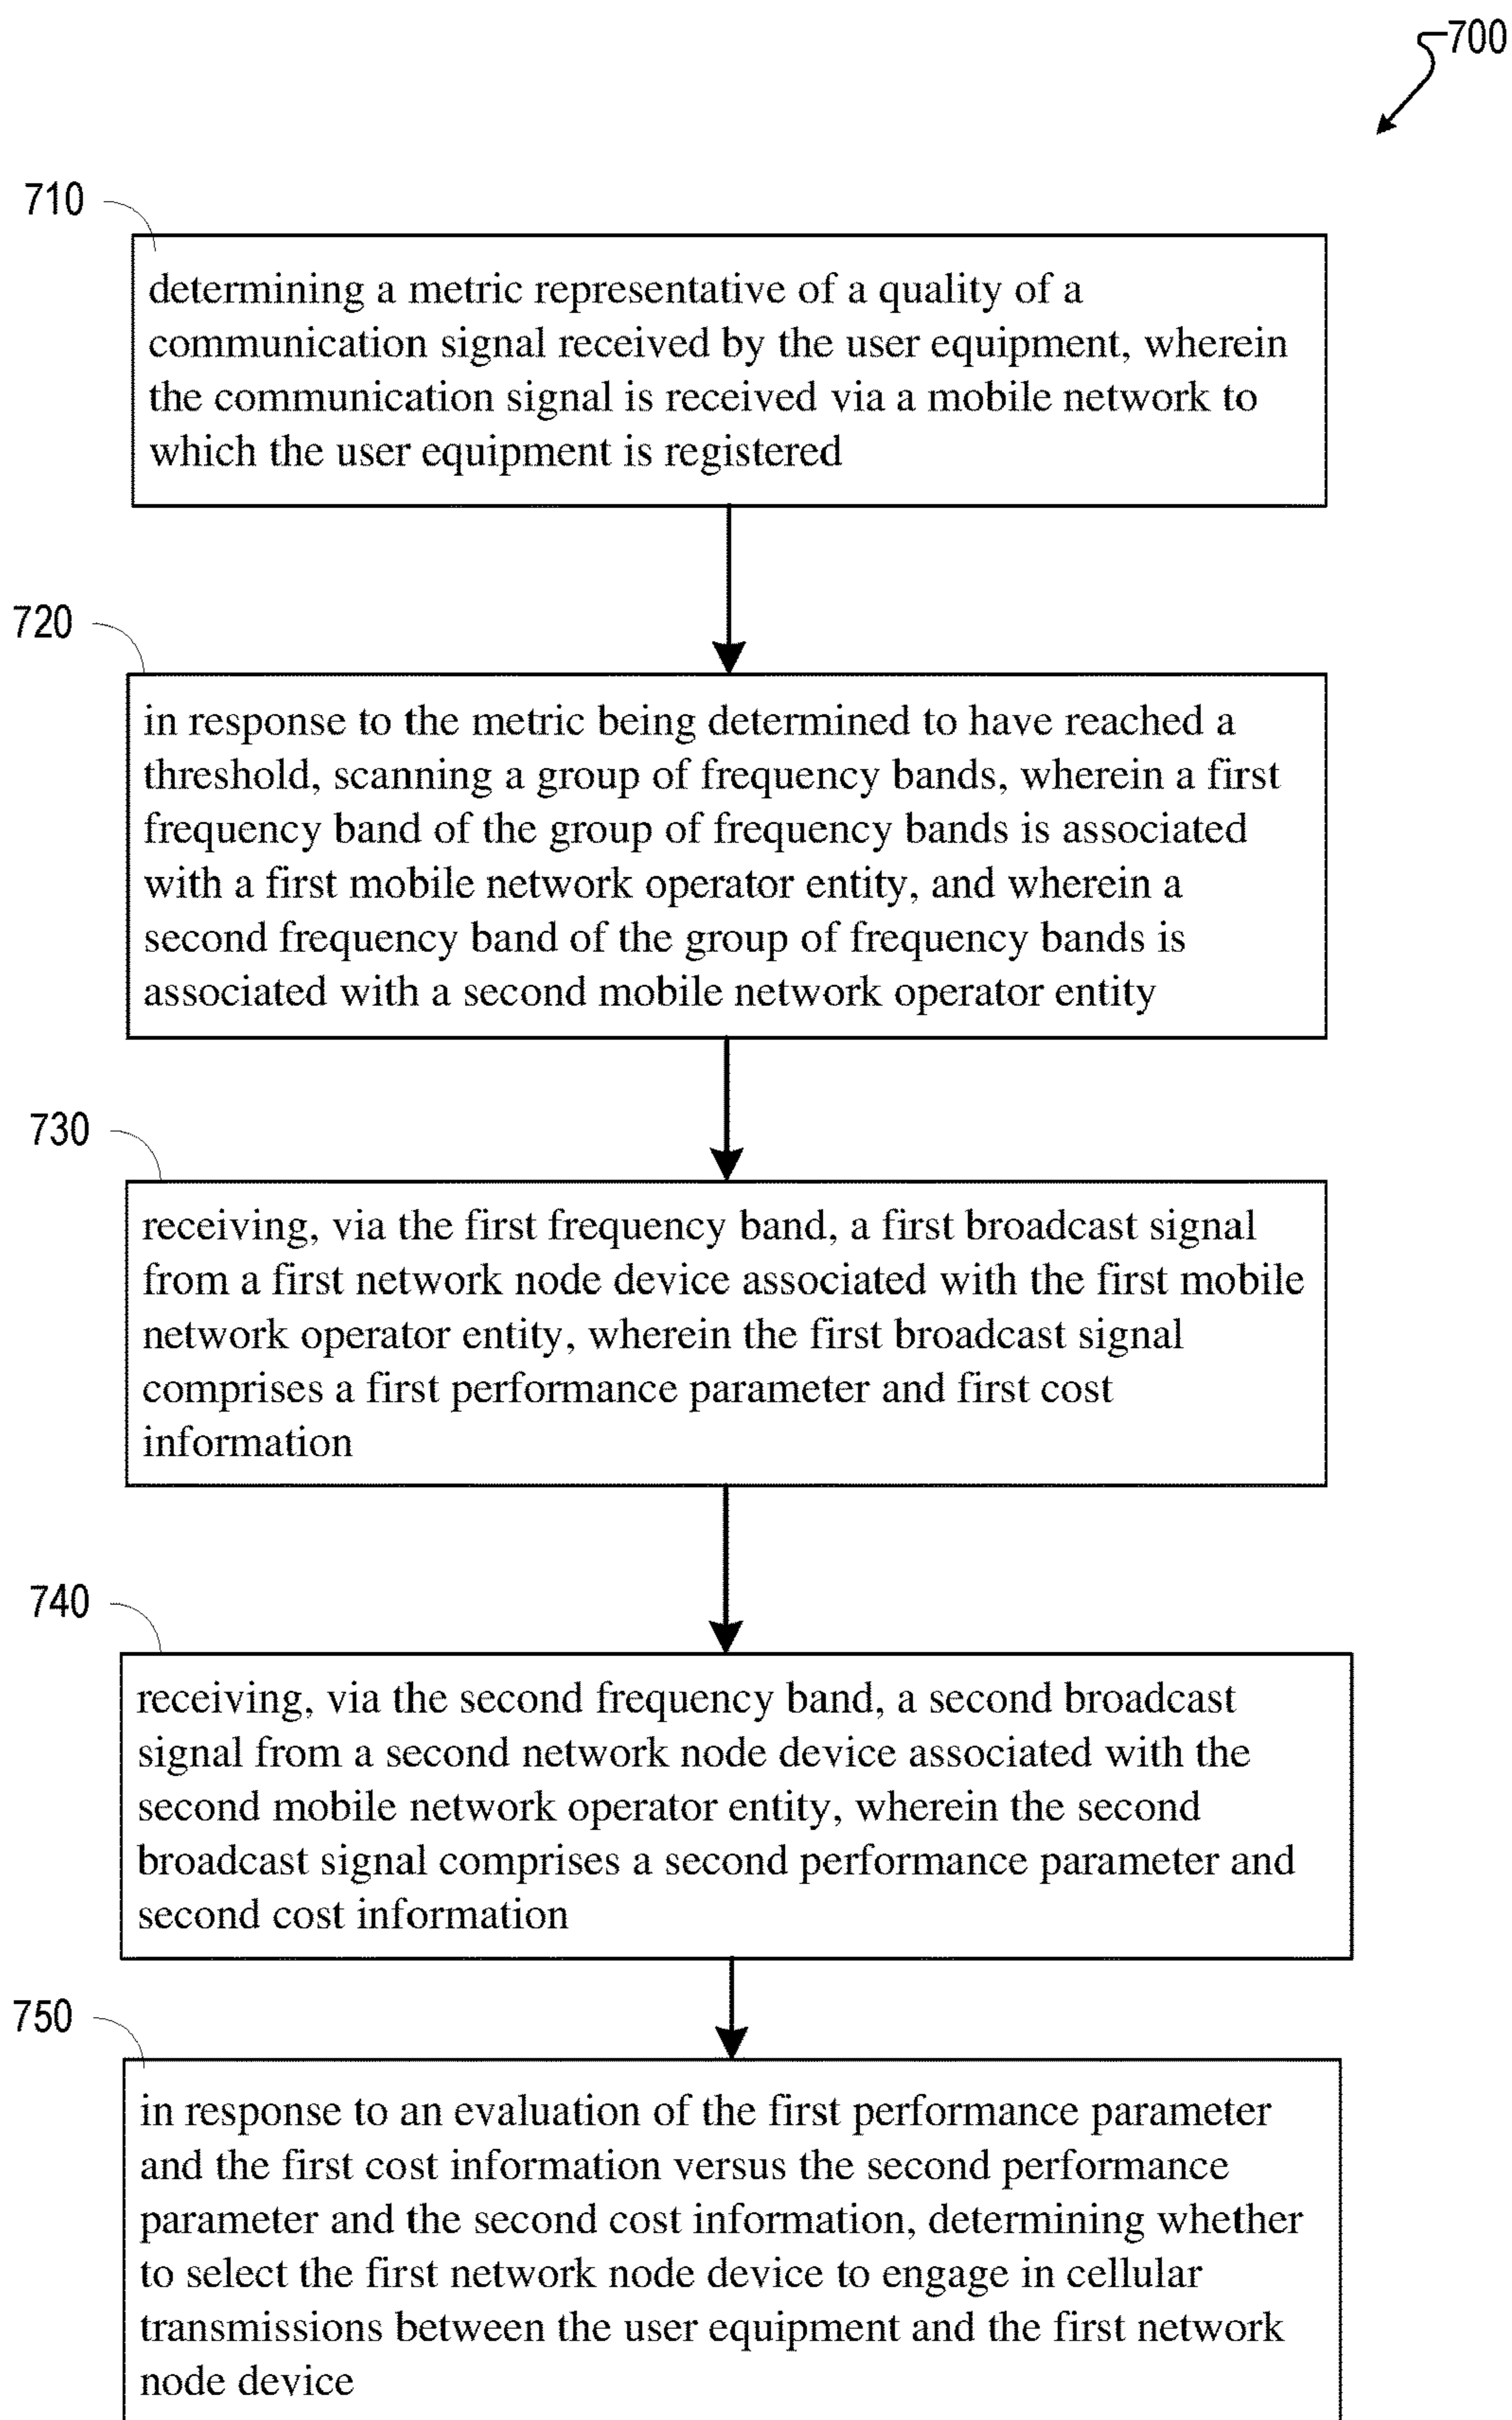 700
710
determining a metric representative of a quality of a
communication signal received by the user equipment, wherein
the communication signal is received via a mobile network to
which the user equipment is registered
720
in response to the metric being determined to have reached a
threshold, scanning a group of frequency bands, wherein a first
frequency band of the group of frequency bands is associated
with a first mobile network operator entity, and wherein a
second frequency band of the group of frequency bands is
associated with a second mobile network operator entity
730
receiving, via the first frequency band, a first broadcast signal
from a first network node device associated with the first mobile
network operator entity, wherein the first broadcast signal
comprises a first performance parameter and first cost
information
740
receiving, via the second frequency band, a second broadcast
signal from a second network node device associated with the
second mobile network operator entity, wherein the second
broadcast signal comprises a second performance parameter and
second cost information
750
in response to an evaluation of the first performance parameter
and the first cost information versus the second performance
parameter and the second cost information, determining whether
to select the first network node device to engage in cellular
transmissions between the user equipment and the first network
node device